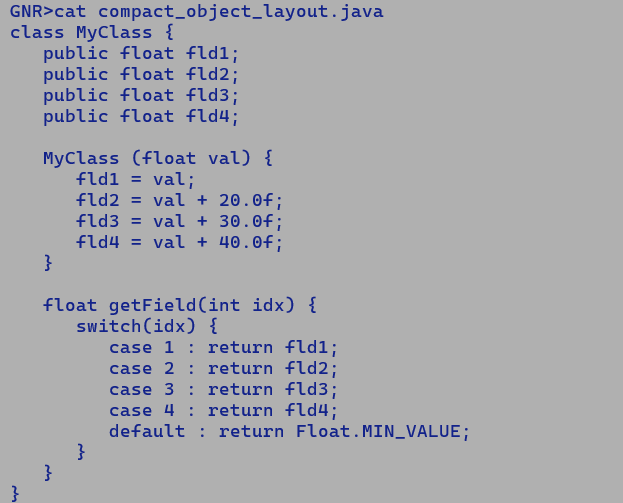 GNR>cat compact_object_layout.java
class MyClass {
   public float fld1;
   public float fld2;
   public float fld3;
   public float fld4;

   MyClass (float val) {
      fld1 = val;
      fld2 = val + 20.0f;
      fld3 = val + 30.0f;
      fld4 = val + 40.0f;
   }

   float getField(int idx) {
      switch(idx) {
         case 1 : return fld1;
         case 2 : return fld2;
         case 3 : return fld3;
         case 4 : return fld4;
         default : return Float.MIN_VALUE;
      }
   }
}